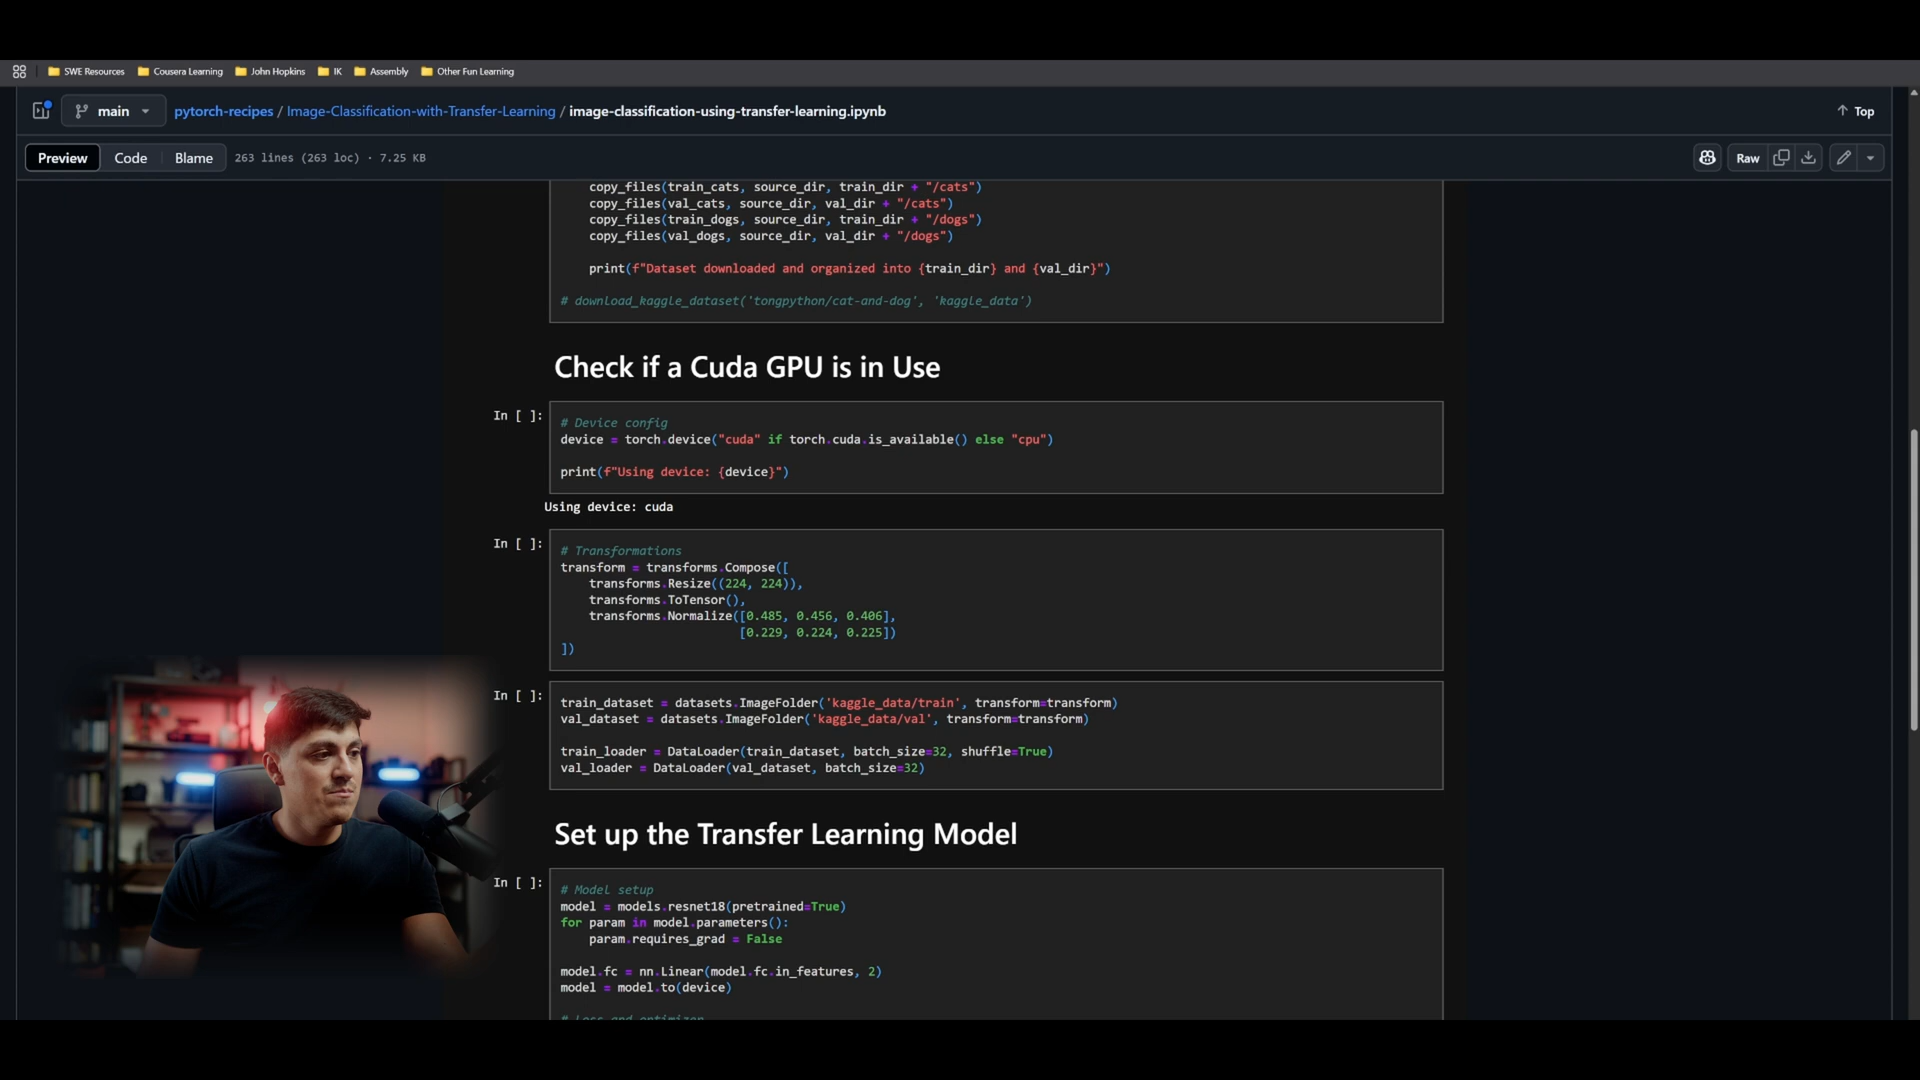 SWE Resources Cousera Learning John Hopkins IK Assembly Other Fun Learning
main pytorch-recipes / Image-Classification-with-Transfer-Learning / image-classification-using-transfer-learning.ipynb Top
Preview Code Blame 263 lines (263 loc) · 7.25 KB Raw
copy_files(train_cats, source_dir, train_dir + "/cats")
copy_files(val_cats, source_dir, val_dir + "/cats")
copy_files(train_dogs, source_dir, train_dir + "/dogs")
copy_files(val_dogs, source_dir, val_dir + "/dogs")
print(f"Dataset downloaded and organized into {train_dir} and {val_dir}")
# download_kaggle_dataset('tongpython/cat-and-dog', 'kaggle_data')
Check if a Cuda GPU is in Use
In [ ]:
# Device config
device = torch.device("cuda" if torch.cuda.is_available() else "cpu")
print(f"Using device: {device}")
Using device: cuda
In [ ]:
# Transformations
transform = transforms.Compose([
transforms.Resize((224, 224)),
transforms.ToTensor(),
transforms.Normalize([0.485, 0.456, 0.406],
[0.229, 0.224, 0.225])
])
In [ ]:
train_dataset = datasets.ImageFolder('kaggle_data/train', transform=transform)
val_dataset = datasets.ImageFolder('kaggle_data/val', transform=transform)
train_loader = DataLoader(train_dataset, batch_size=32, shuffle=True)
val_loader = DataLoader(val_dataset, batch_size=32)
Set up the Transfer Learning Model
In [ ]:
# Model setup
model = models.resnet18(pretrained=True)
for param in model.parameters():
param.requires_grad = False
model.fc = nn.Linear(model.fc.in_features, 2)
model = model.to(device)
# Loss and optimizer